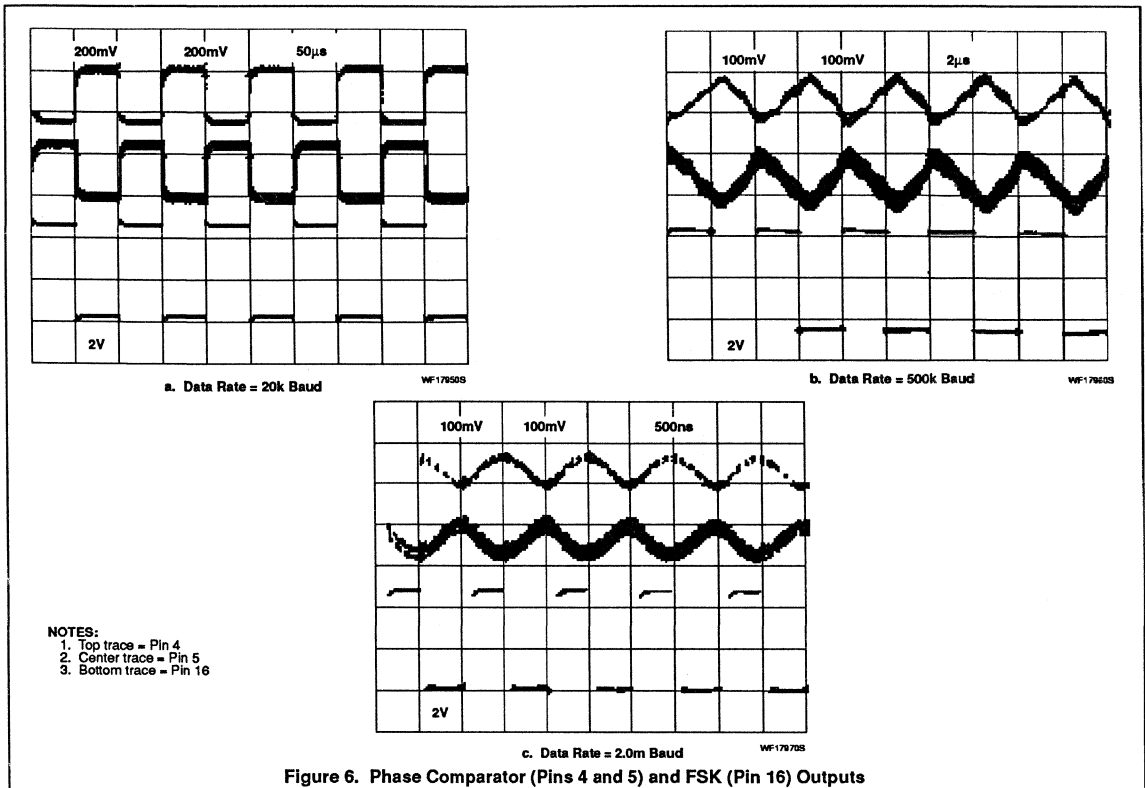 200mV 200mV 50µs
2V
a. Data Rate = 20k Baud
WF17950S
100mV 100mV 2µs
2V
b. Data Rate = 500k Baud
WF17960S
100mV 100mV 500ns
2V
c. Data Rate = 2.0m Baud
WF17970S
NOTES:
1. Top trace = Pin 4
2. Center trace = Pin 5
3. Bottom trace = Pin 16
Figure 6. Phase Comparator (Pins 4 and 5) and FSK (Pin 16) Outputs